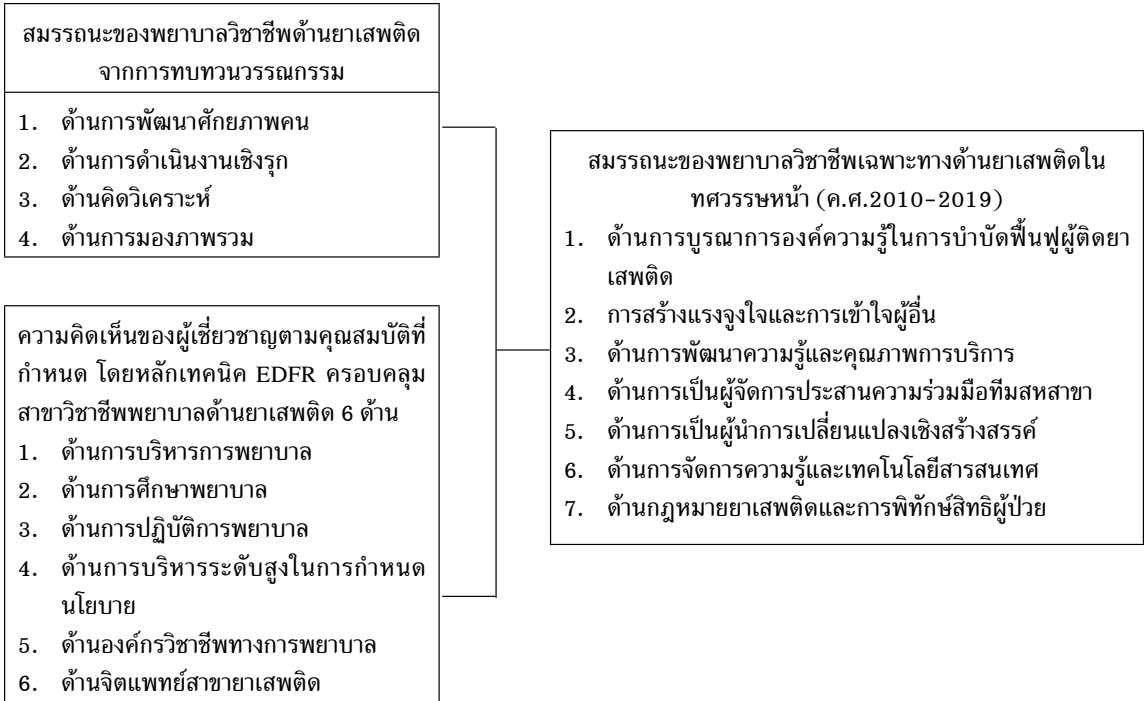 สมรรถนะของพยาบาลวิชาชีพด้านยาเสพติด
จากการทบทวนวรรณกรรม
1. ด้านการพัฒนาศักยภาพคน
2. ด้านการดำเนินงานเชิงรุก
3. ด้านคิดวิเคราะห์
4. ด้านการมองภาพรวม
ความคิดเห็นของผู้เชี่ยวชาญตามคุณสมบัติที่
กำหนด โดยหลักเทคนิค EDFR ครอบคลุม
สาขาวิชาชีพพยาบาลด้านยาเสพติด 6 ด้าน
1. ด้านการบริหารการพยาบาล
2. ด้านการศึกษาพยาบาล
3. ด้านการปฏิบัติการพยาบาล
4. ด้านการบริหารระดับสูงในการกำหนด
นโยบาย
5. ด้านองค์กรวิชาชีพทางการพยาบาล
6. ด้านจิตแพทย์สาขายาเสพติด
สมรรถนะของพยาบาลวิชาชีพเฉพาะทางด้านยาเสพติดใน
ทศวรรษหน้า (ค.ศ.2010-2019)
1. ด้านการบูรณาการองค์ความรู้ในการบำบัดฟื้นฟูผู้ติดยา
เสพติด
2. การสร้างแรงจูงใจและการเข้าใจผู้อื่น
3. ด้านการพัฒนาความรู้และคุณภาพการบริการ
4. ด้านการเป็นผู้จัดการประสานความร่วมมือทีมสหสาขา
5. ด้านการเป็นผู้นำการเปลี่ยนแปลงเชิงสร้างสรรค์
6. ด้านการจัดการความรู้และเทคโนโลยีสารสนเทศ
7. ด้านกฎหมายยาเสพติดและการพิทักษ์สิทธิผู้ป่วย